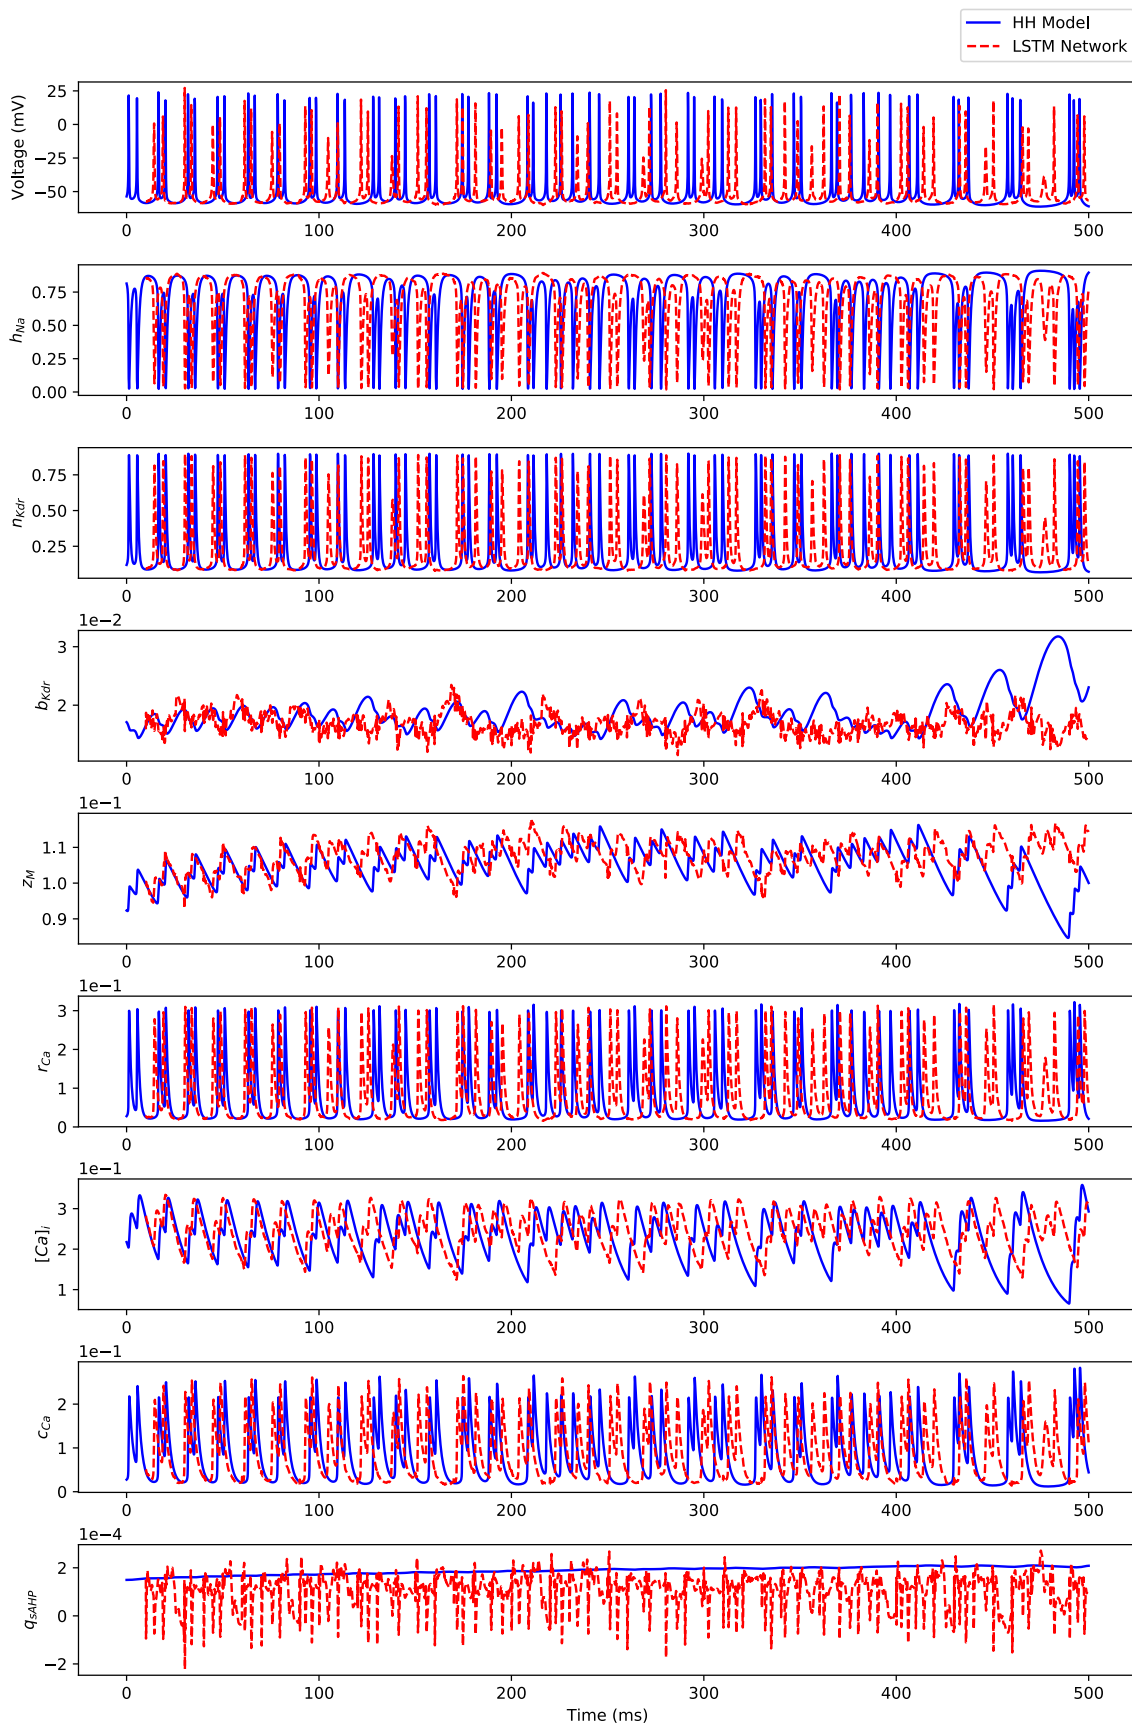 HH Model
LSTM Network
25
0
−25
−50
Voltage (mV)
0 100 200 300 400 500
0.75
0.50
0.25
0.00
h_Na
0 100 200 300 400 500
0.75
0.50
0.25
n_Kdr
0 100 200 300 400 500
1e−2
3
2
b_Kdr
0 100 200 300 400 500
1e−1
1.1
1.0
0.9
z_M
0 100 200 300 400 500
1e−1
3
2
1
0
r_Ca
0 100 200 300 400 500
1e−1
3
2
1
[Ca]_i
0 100 200 300 400 500
1e−1
2
1
0
c_Ca
0 100 200 300 400 500
1e−4
2
0
−2
q_sAHP
0 100 200 300 400 500
Time (ms)